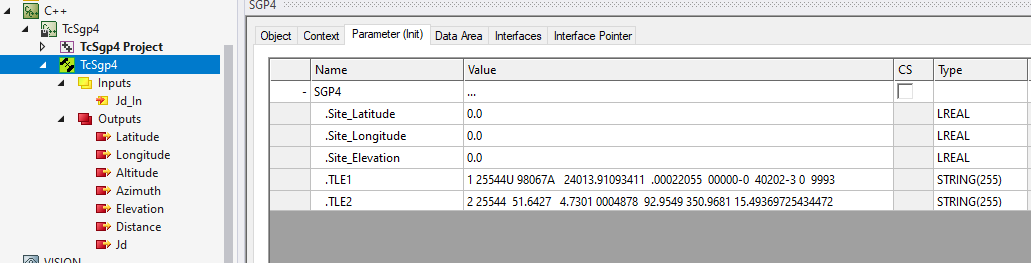 C++
TcSgp4
TcSgp4 Project
TcSgp4
Inputs
Jd_In
Outputs
Latitude
Longitude
Altitude
Azimuth
Elevation
Distance
Jd
SGP4
Object Context Parameter (Init) Data Area Interfaces Interface Pointer
Name Value CS Type
- SGP4 ...
.Site_Latitude 0.0 LREAL
.Site_Longitude 0.0 LREAL
.Site_Elevation 0.0 LREAL
.TLE1 1 25544U 98067A 24013.91093411 .00022055 00000-0 40202-3 0 9993 STRING(255)
.TLE2 2 25544 51.6427 4.7301 0004878 92.9549 350.9681 15.49369725434472 STRING(255)